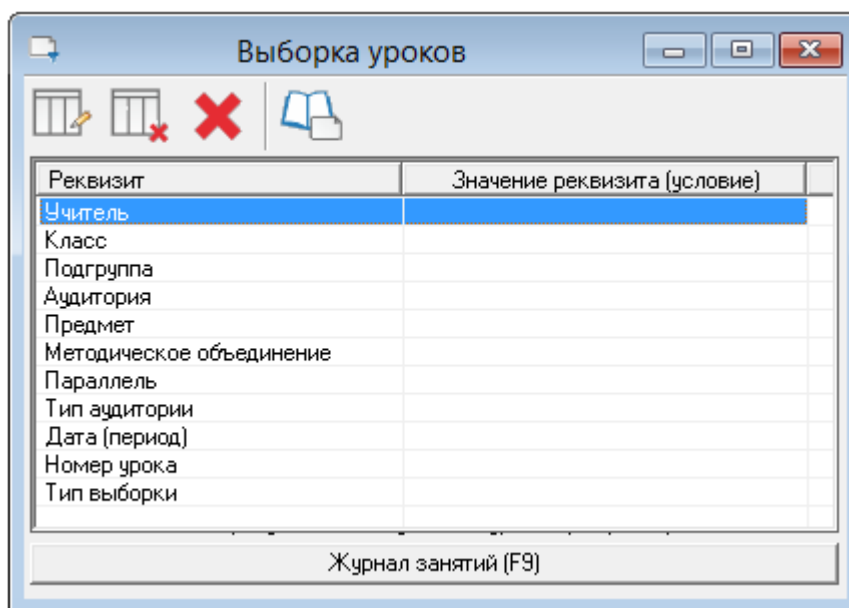 Выборка уроков
Реквизит Значение реквизита (условие)
Учитель
Класс
Подгруппа
Аудитория
Предмет
Методическое объединение
Параллель
Тип аудитории
Дата (период)
Номер урока
Тип выборки
Журнал занятий (F9)